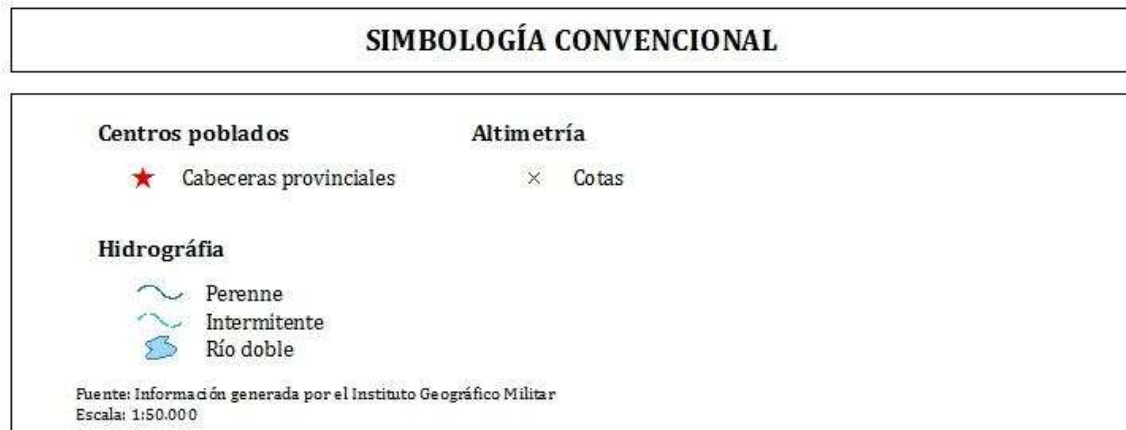 SIMBOLOGÍA CONVENCIONAL
Centros poblados
Altimetría
Cabeceras provinciales
Cotas
Hidrográfia
Perenne
Intermitente
Río doble
Fuente: Información generada por el Instituto Geográfico Militar
Escala: 1:50.000